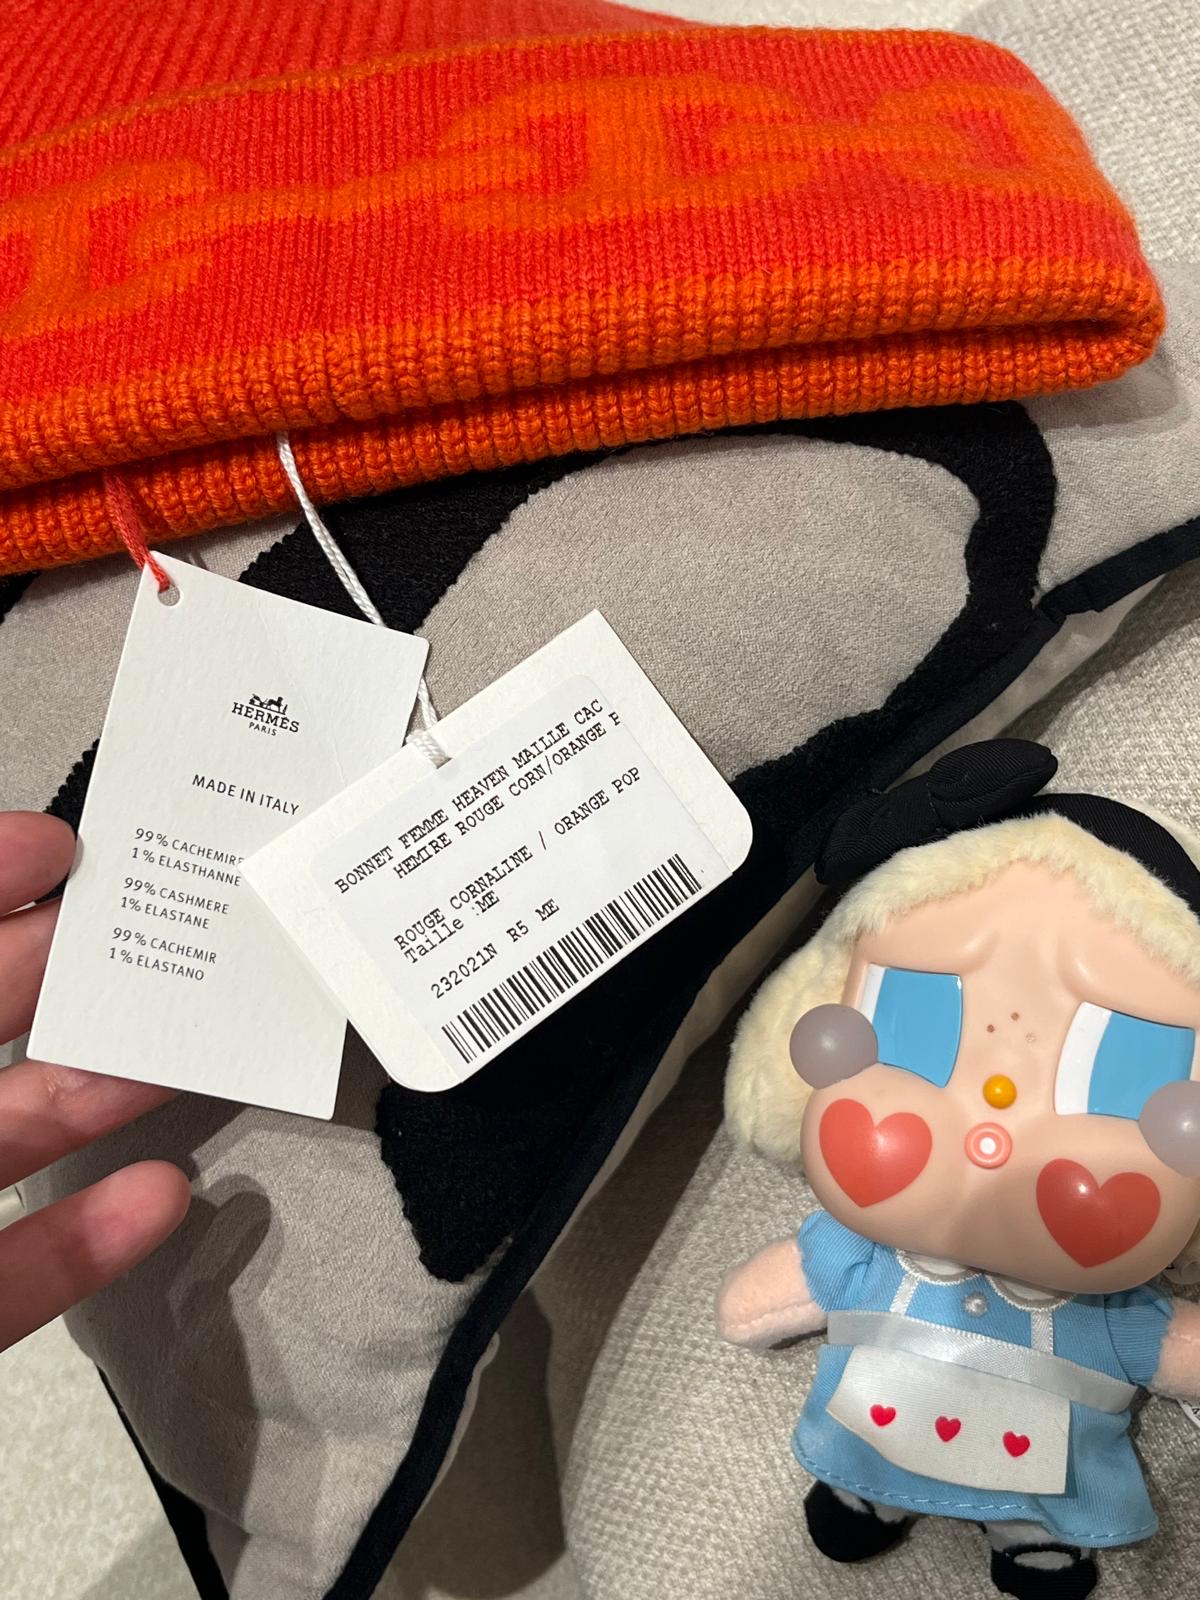 HERMÈS
PARIS
MADE IN ITALY
99% CACHEMIRE
1% ELASTHANNE
99% CASHMERE
1% ELASTANE
99% CACHEMIR
1% ELASTANO
BONNET FEMME HEAVEN MAILLE CAC
HEMIRE ROUGE CORN/ORANGE P
ROUGE CORNALINE / ORANGE POP
Taille :ME
232021N R5 ME